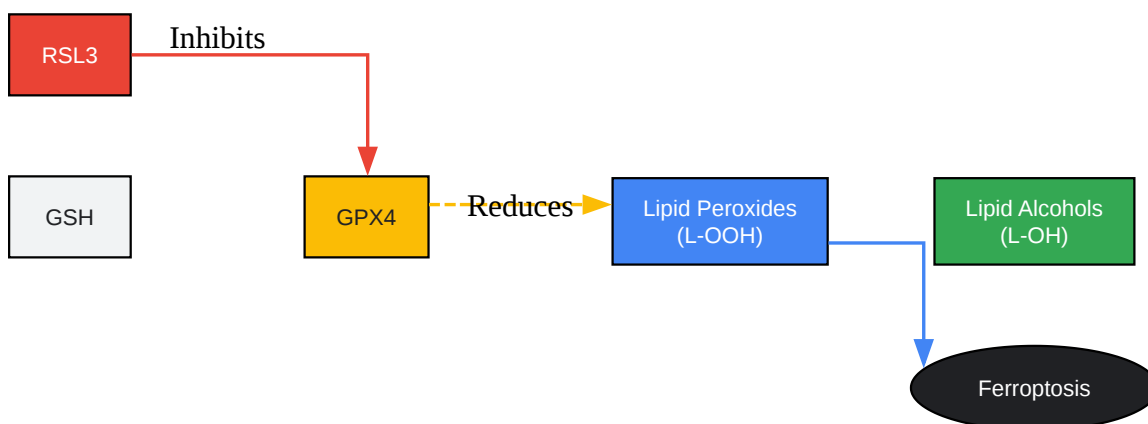 RSL3
Inhibits
GSH
GPX4
Reduces
Lipid Peroxides
(L-OOH)
Lipid Alcohols
(L-OH)
Ferroptosis